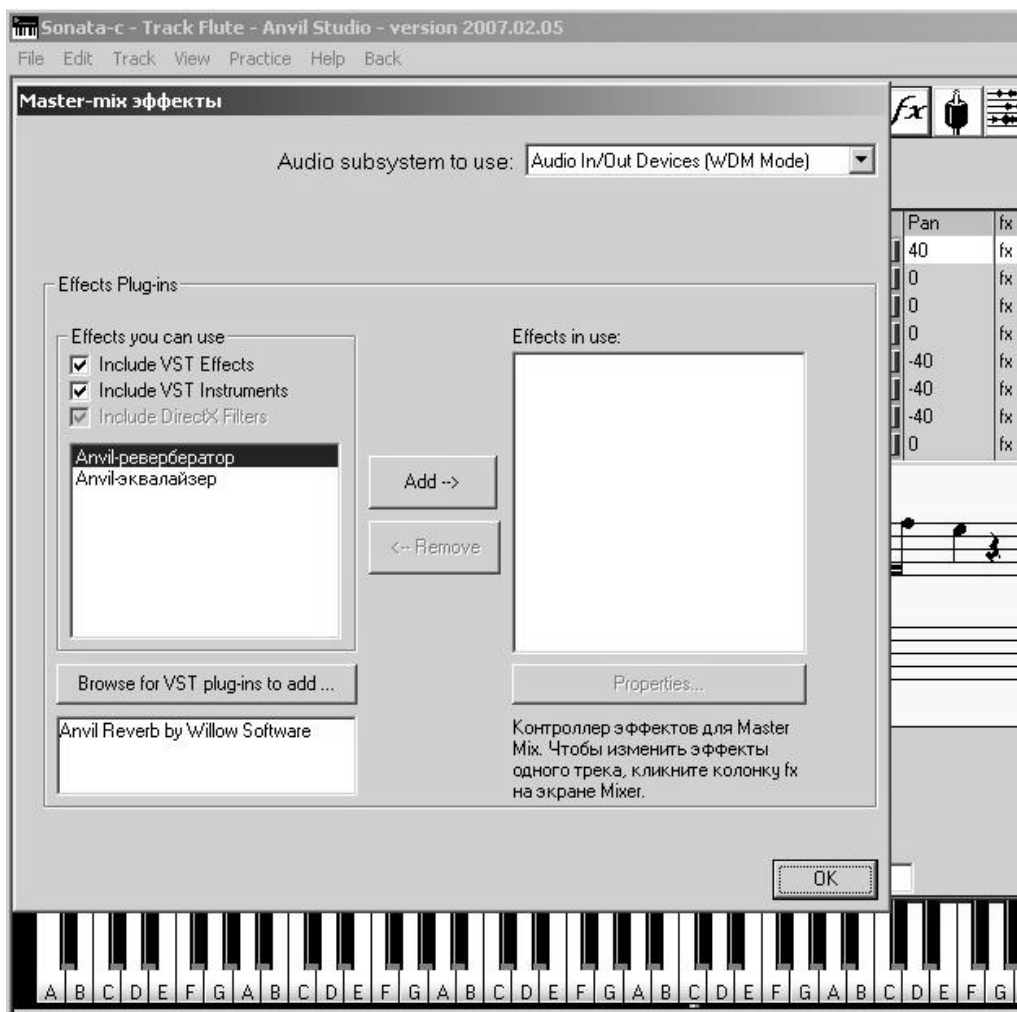 Sonata-c - Track Flute - Anvil Studio - version 2007.02.05
File Edit Track View Practice Help Back
Master-mix эффекты
fx
Audio subsystem to use: Audio In/Out Devices (WDM Mode)
Pan fx
40 fx
0 fx
0 fx
0 fx
-40 fx
-40 fx
-40 fx
0 fx
Effects Plug-ins
Effects you can use
Include VST Effects
Include VST Instruments
Include DirectX Filters
Anvil-ревербератор
Anvil-эквалайзер
Add -->
<-- Remove
Effects in use:
Browse for VST plug-ins to add ...
Properties...
Anvil Reverb by Willow Software
Контроллер эффектов для Master
Mix. Чтобы изменить эффекты
одного трека, кликните колонку fx
на экране Mixer.
OK
A B C D E F G A B C D E F G A B C D E F G A B C D E F G A B C D E F G